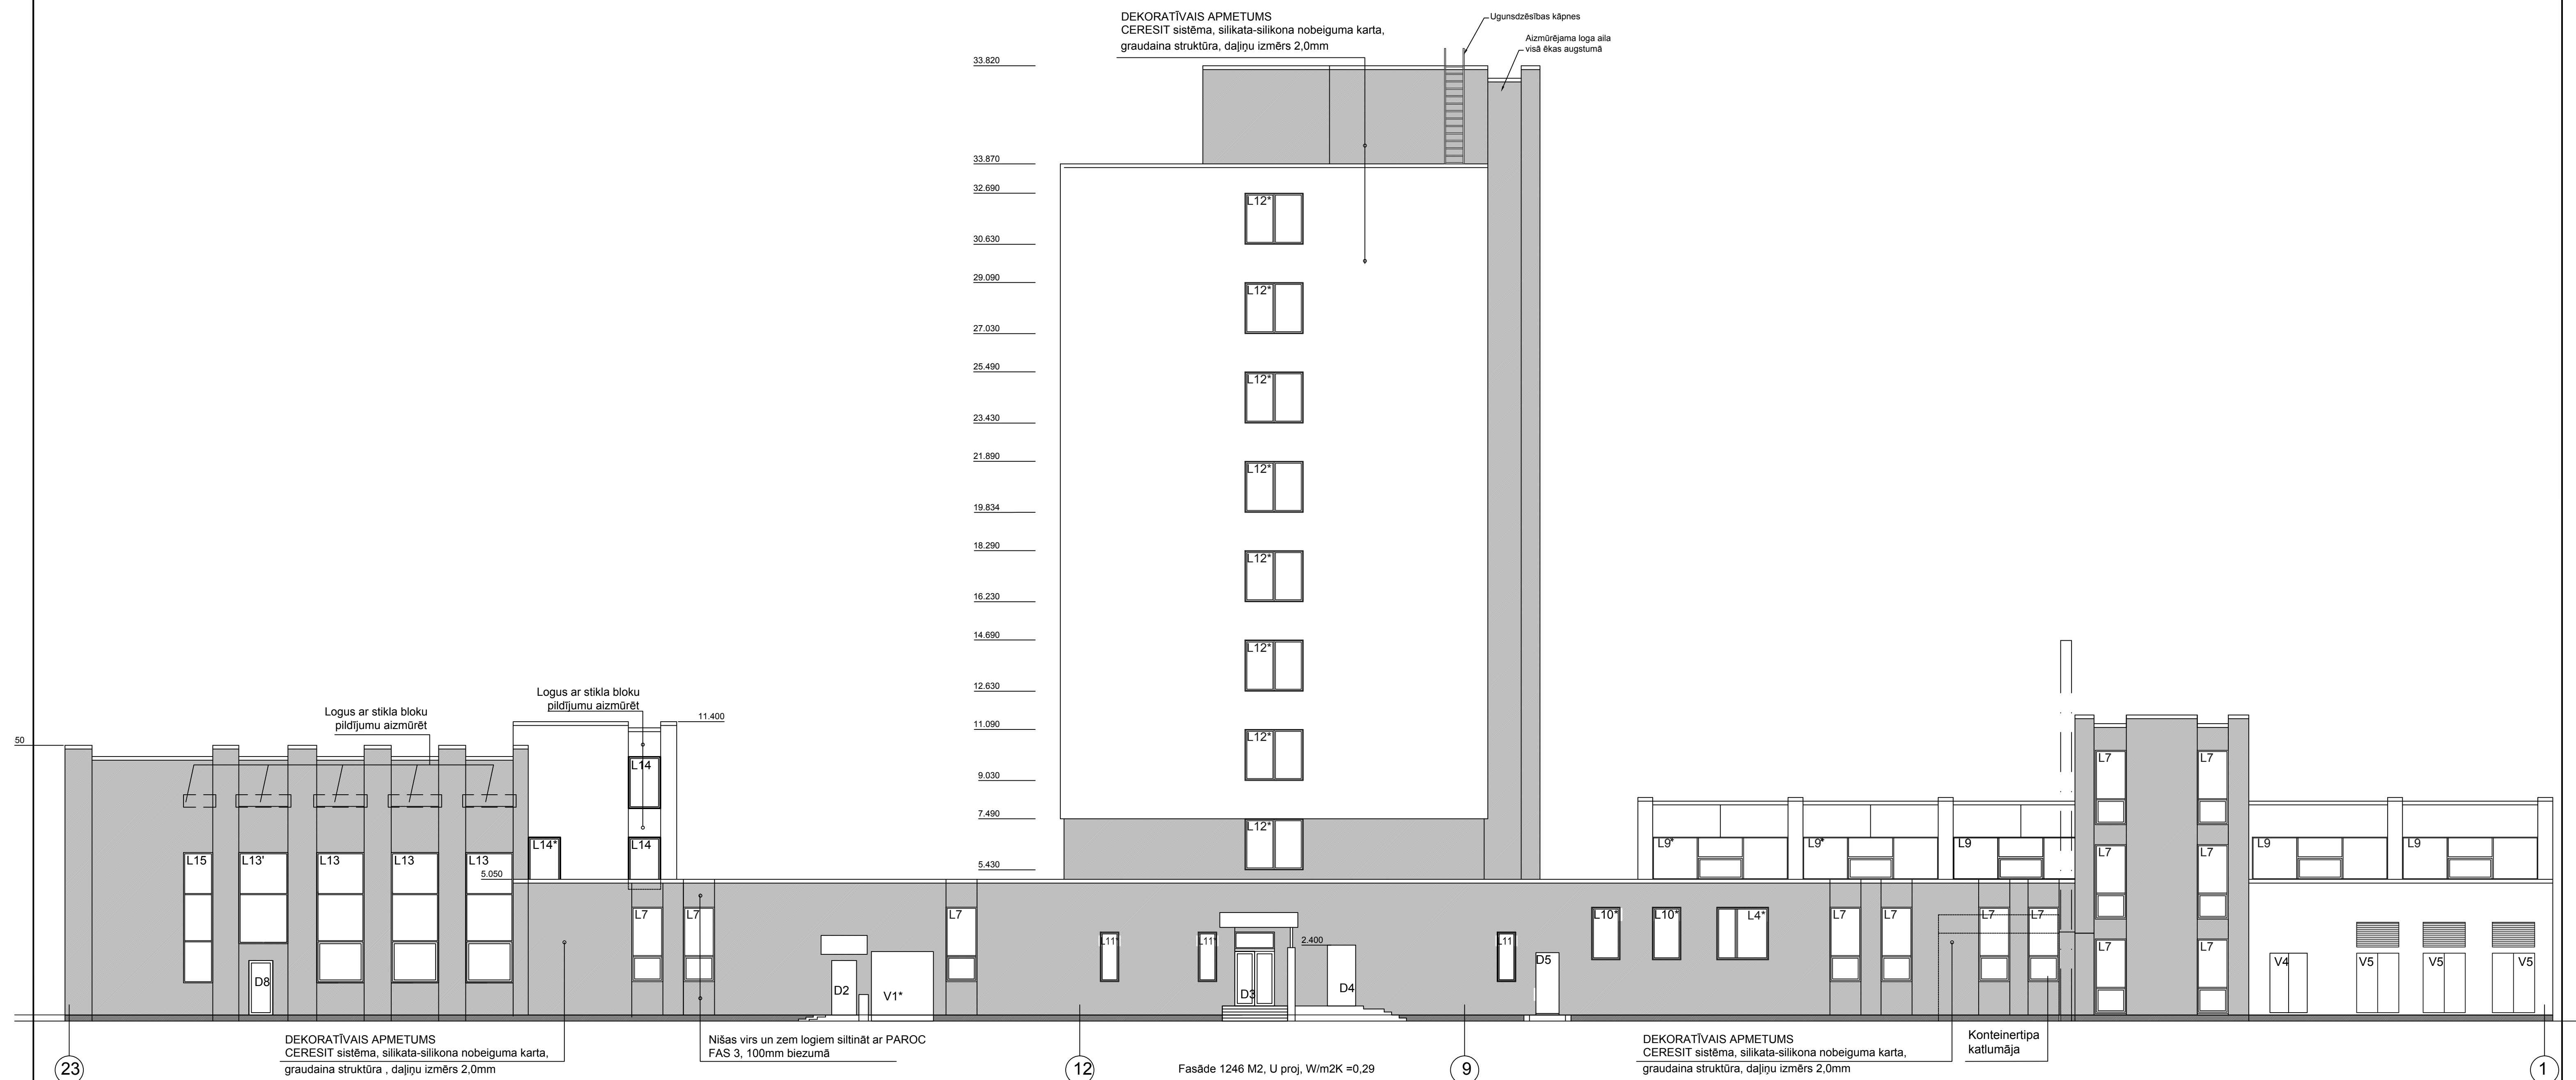 DEKORATĪVAIS APMETUMS
CERESIT sistēma, silikata-silikona nobeiguma karta,
graudaina struktūra, daļiņu izmērs 2,0mm
Ugunsdzēsības kāpnes
Aizmūrējama loga aila
visā ēkas augstumā
33.820
33.870
32.690
L12*
30.630
29.090
L12*
27.030
25.490
L12*
23.430
21.890
L12*
19.834
18.290
L12*
16.230
14.690
L12*
12.630
11.090
L12*
9.030
7.490
L12*
5.430
Logus ar stikla bloku
pildījumu aizmūrēt
Logus ar stikla bloku
pildījumu aizmūrēt
11.400
50
L14
L14*
L14
L15
L13'
L13
L13
L13
5.050
D8
L7
L7
D2
V1*
L7
L11*
L11*
D3
2.400
D4
L11
D5
L10*
L10*
L4*
L7
L7
L7
L7
L9*
L9*
L9
L7
L7
L7
L7
L7
L7
L9
L9
V4
V5
V5
V5
DEKORATĪVAIS APMETUMS
CERESIT sistēma, silikata-silikona nobeiguma karta,
graudaina struktūra , daļiņu izmērs 2,0mm
Nišas virs un zem logiem siltināt ar PAROC
FAS 3, 100mm biezumā
Fasāde 1246 M2, U proj, W/m2K =0,29
DEKORATĪVAIS APMETUMS
CERESIT sistēma, silikata-silikona nobeiguma karta,
graudaina struktūra, daļiņu izmērs 2,0mm
Konteinertipa
katlumāja
23
12
9
1